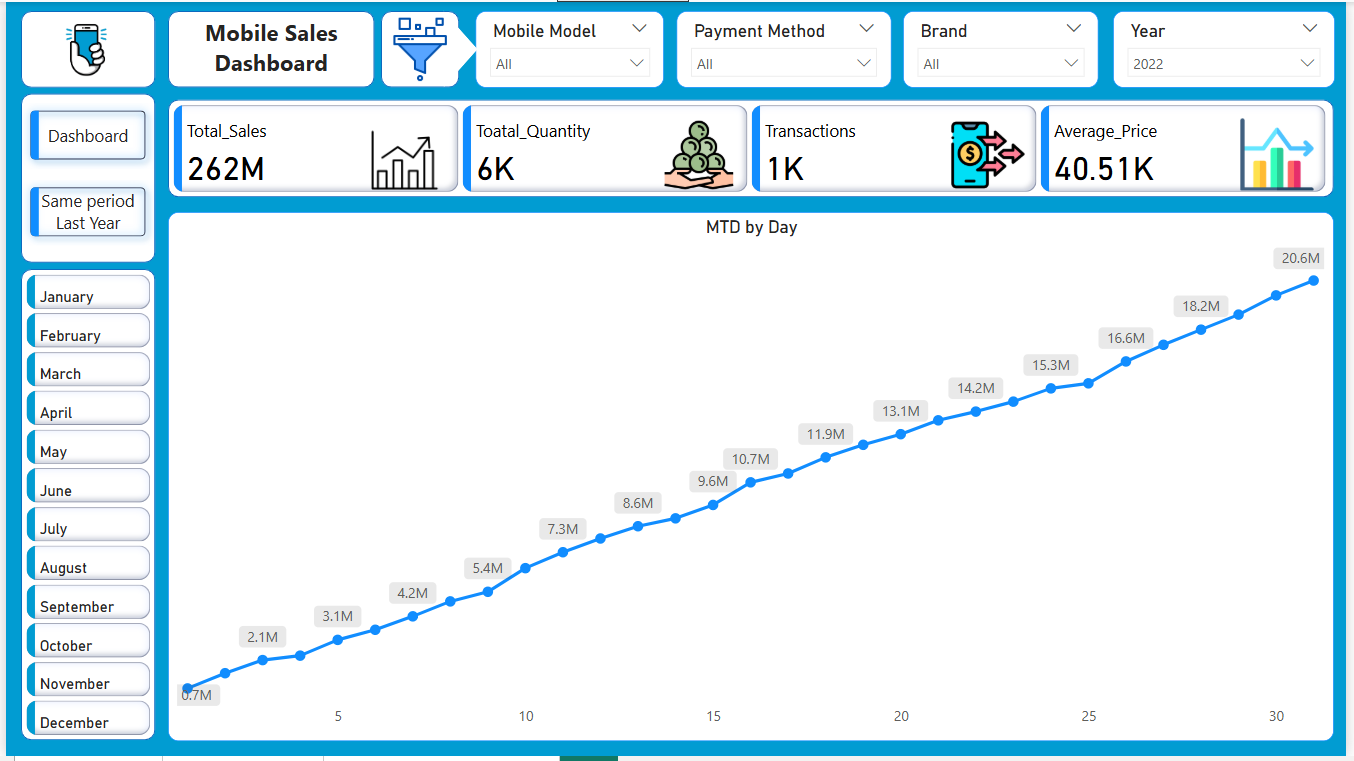 Mobile Sales
Dashboard
Mobile Model
All
Payment Method
All
Brand
All
Year
2022
Dashboard
Same period
Last Year
January
February
March
April
May
June
July
August
September
October
November
December
Total_Sales
262M
Toatal_Quantity
6K
Transactions
1K
Average_Price
40.51K
MTD by Day
0.7M
2.1M
3.1M
4.2M
5.4M
7.3M
8.6M
9.6M
10.7M
11.9M
13.1M
14.2M
15.3M
16.6M
18.2M
20.6M
5 10 15 20 25 30